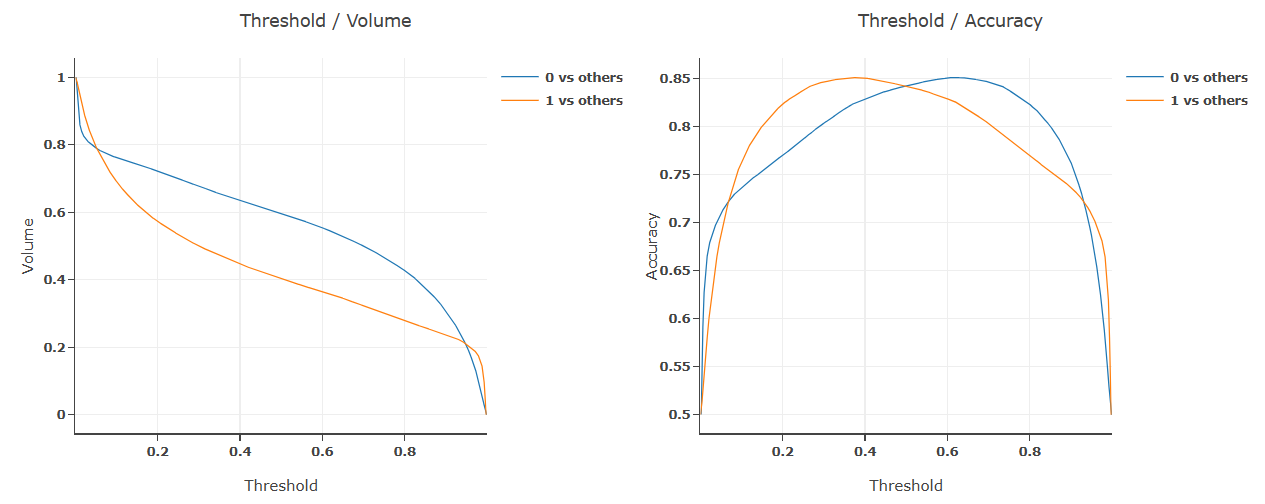 Threshold / Volume
Volume
1
0.8
0.6
0.4
0.2
0
0.2
0.4
0.6
0.8
Threshold
0 vs others
1 vs others
Threshold / Accuracy
Accuracy
0.85
0.8
0.75
0.7
0.65
0.6
0.55
0.5
0.2
0.4
0.6
0.8
Threshold
0 vs others
1 vs others